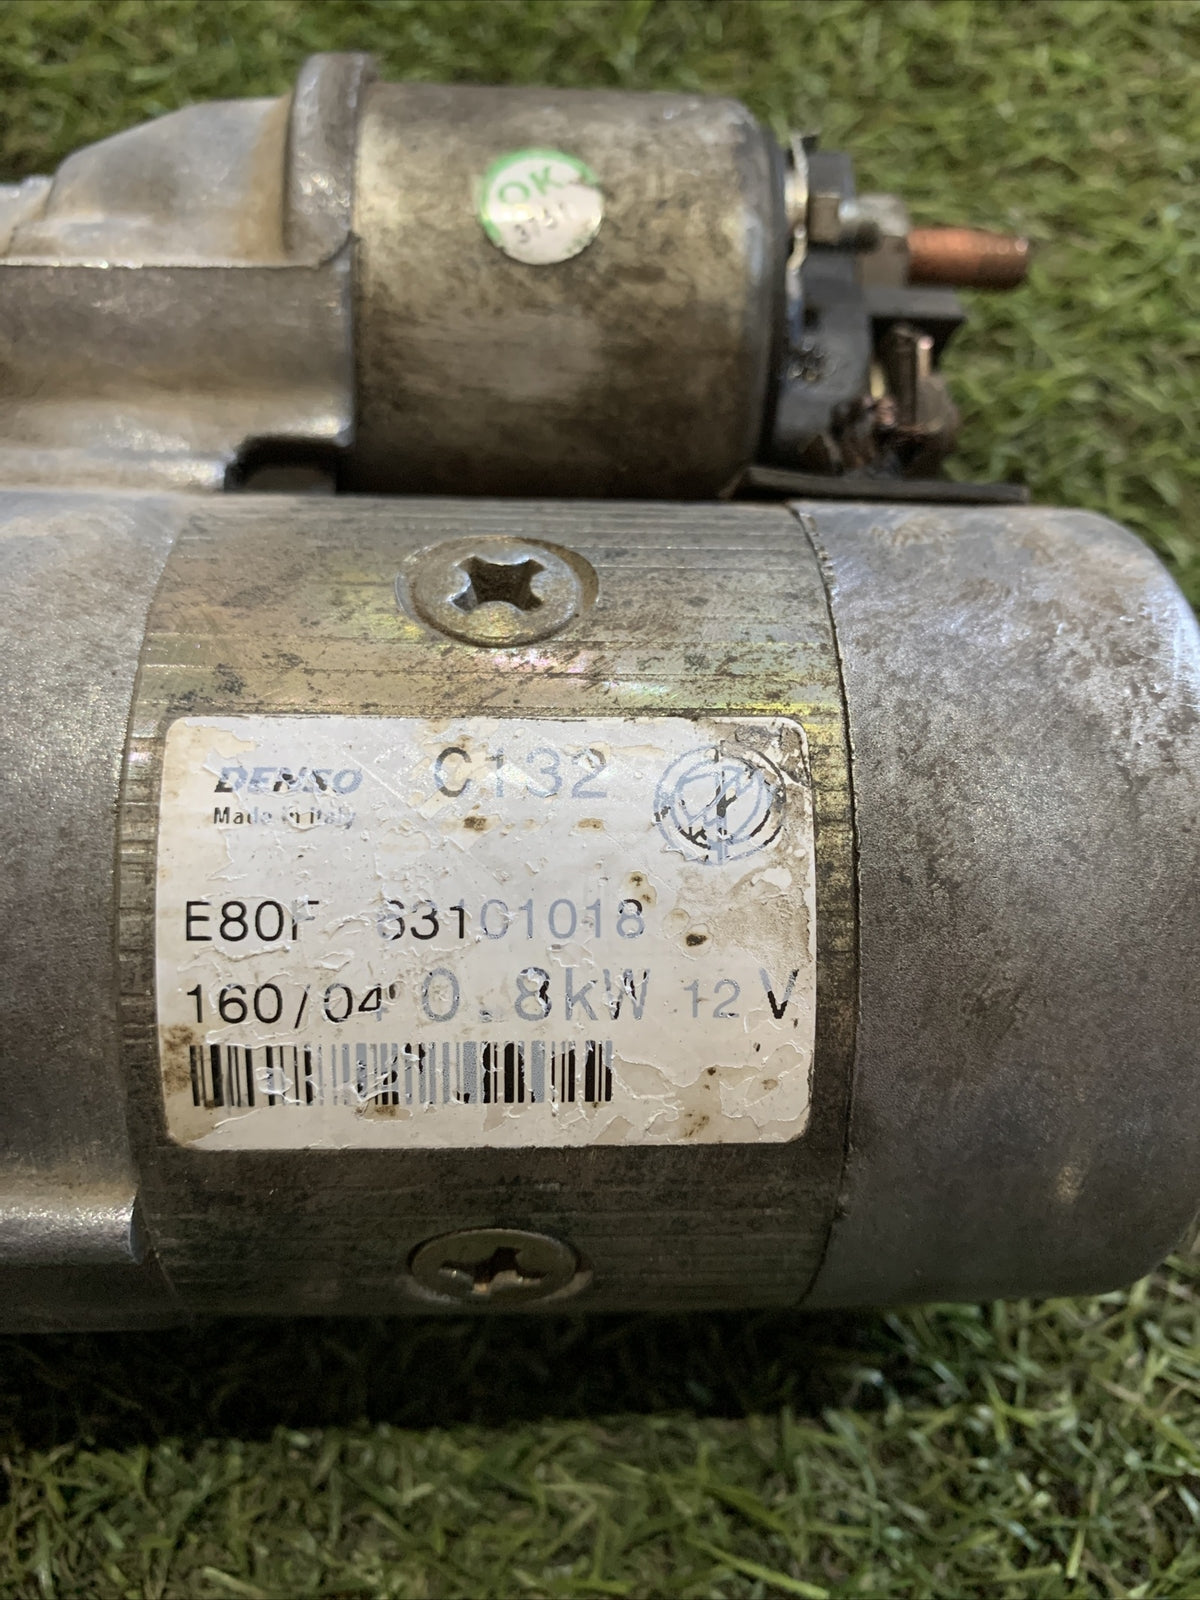 OK
DENSO C132
Made in Italy
E80F 63101018
160/04' 0.8kW 12 V